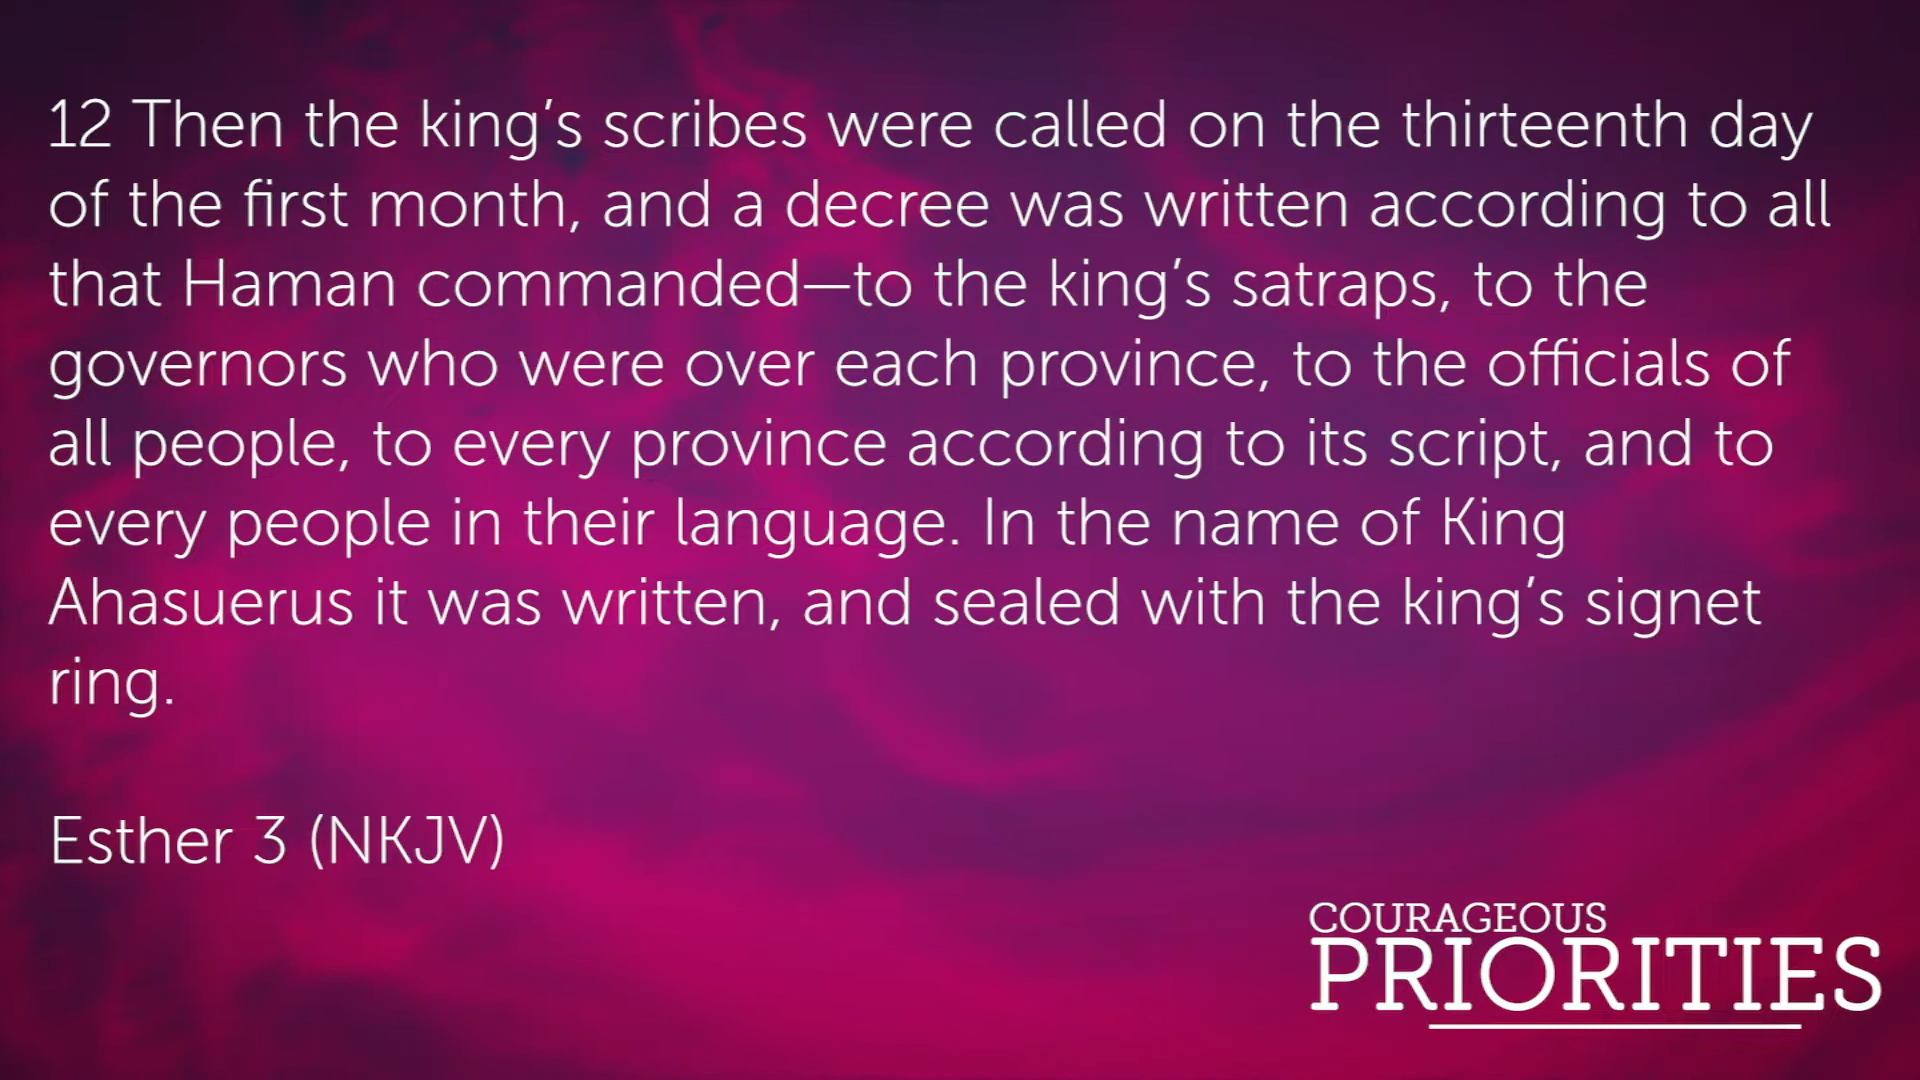 12 Then the king’s scribes were called on the thirteenth day
of the first month, and a decree was written according to all
that Haman commanded—to the king’s satraps, to the
governors who were over each province, to the officials of
all people, to every province according to its script, and to
every people in their language. In the name of King
Ahasuerus it was written, and sealed with the king’s signet
ring.
Esther 3 (NKJV)
COURAGEOUS
PRIORITIES